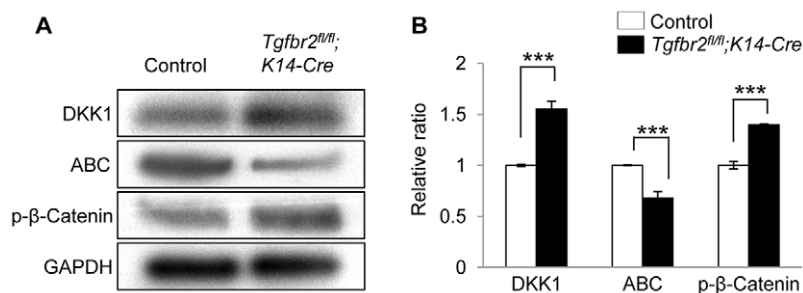 A
Control
Tgfbr2fl/fl;
K14-Cre
DKK1
ABC
p-β-Catenin
GAPDH
B
Control
Tgfbr2fl/fl;K14-Cre
Relative ratio
2
1.5
1
0.5
0
***
***
***
DKK1
ABC
p-β-Catenin